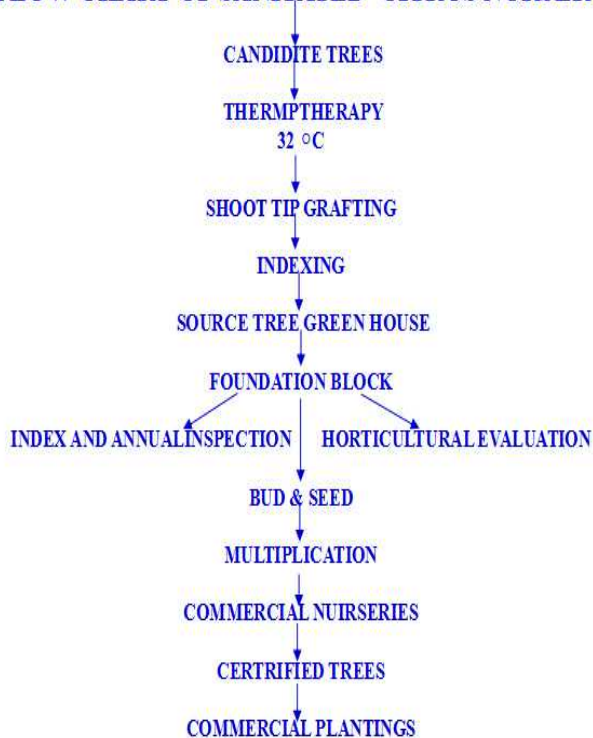 CANDIDITE TREES
THERMPTHERAPY
32 °C
SHOOT TIP GRAFTING
INDEXING
SOURCE TREE GREEN HOUSE
FOUNDATION BLOCK
INDEX AND ANNUAL INSPECTION HORTICULTURAL EVALUATION
BUD & SEED
MULTIPLICATION
COMMERCIAL NUIRSERIES
CERTRIFIED TREES
COMMERCIAL PLANTINGS